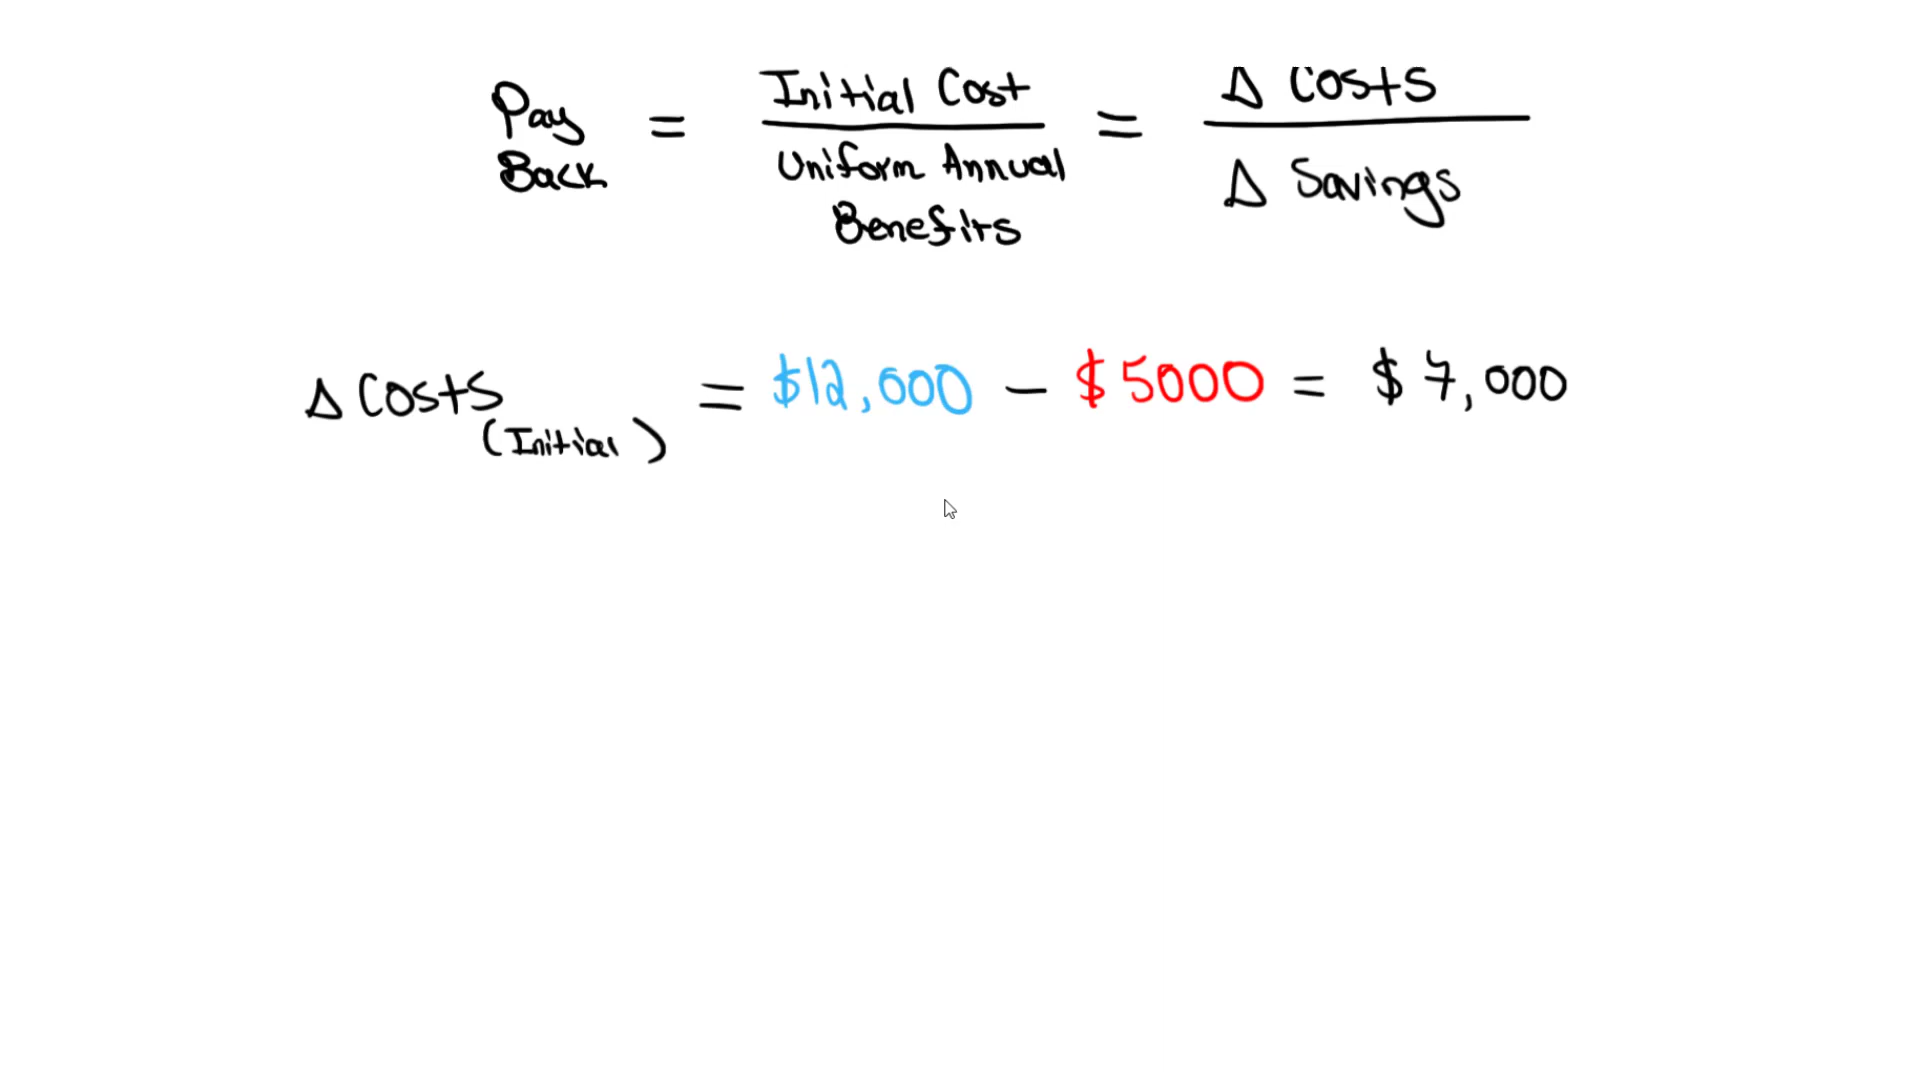 Pay Back = Initial Cost / Uniform Annual Benefits = Δ Costs / Δ Savings
Δ Costs (Initial) = $12,000 – $5000 = $7,000